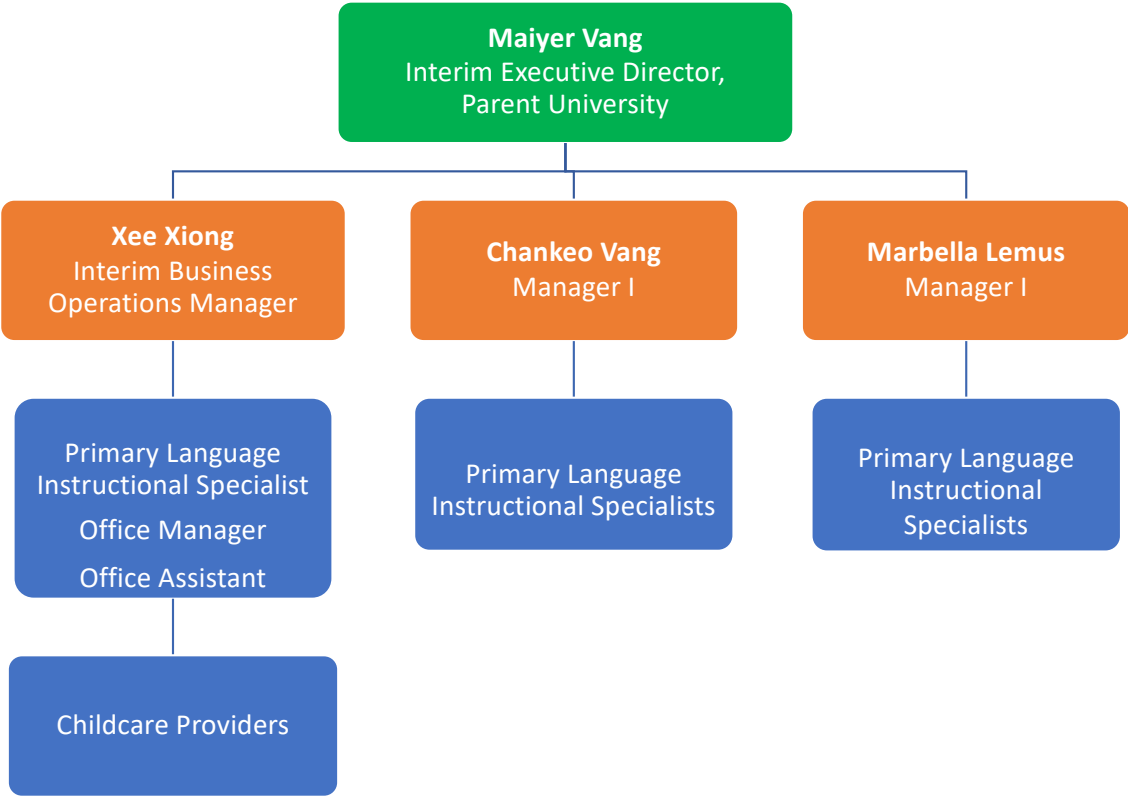 Maiyer Vang
Interim Executive Director,
Parent University
Xee Xiong
Interim Business
Operations Manager
Chankeo Vang
Manager I
Marbella Lemus
Manager I
Primary Language
Instructional Specialist
Office Manager
Office Assistant
Primary Language
Instructional Specialists
Primary Language
Instructional
Specialists
Childcare Providers